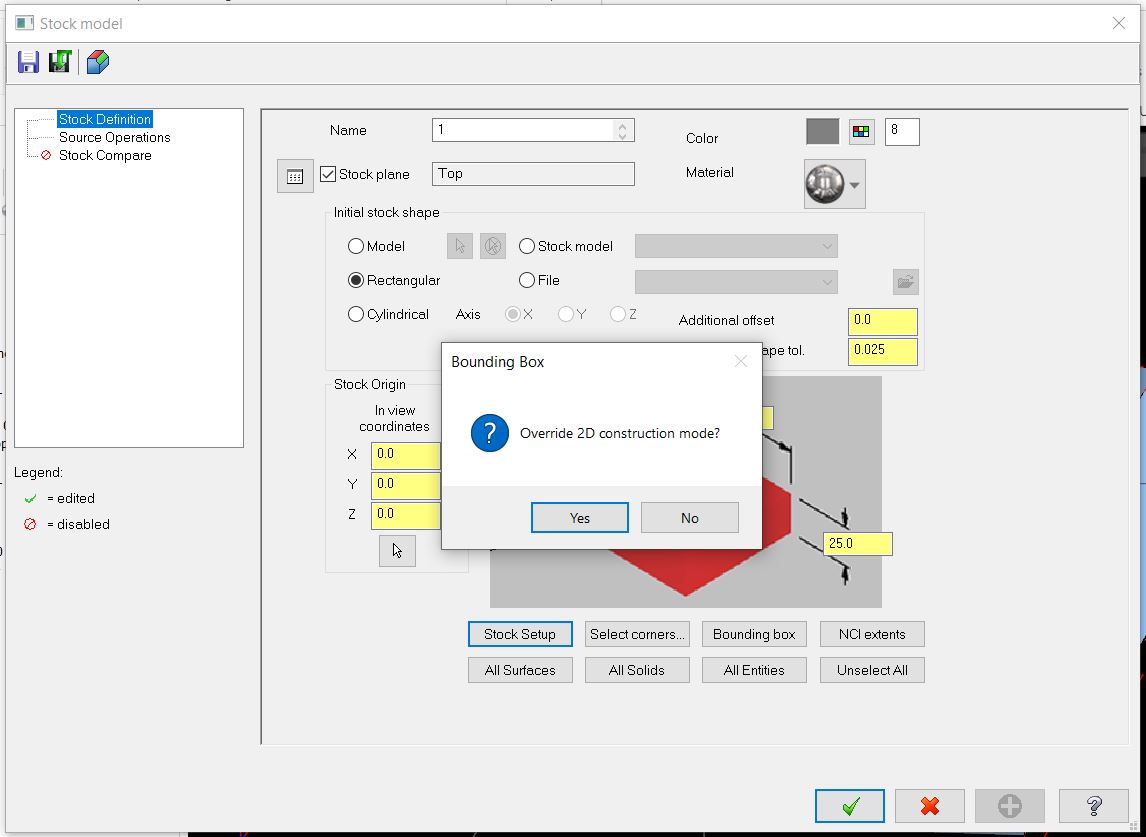 Stock model
Stock Definition
Source Operations
Stock Compare
Legend:
= edited
= disabled
Name
1
Color
8
Stock plane
Top
Material
Initial stock shape
Model
Stock model
Rectangular
File
Cylindrical
Axis
X
Y
Z
Additional offset
0.0
ape tol.
0.025
Stock Origin
In view
coordinates
X
0.0
Y
0.0
Z
0.0
Bounding Box
?
Override 2D construction mode?
Yes
No
25.0
Stock Setup
Select corners...
Bounding box
NCI extents
All Surfaces
All Solids
All Entities
Unselect All
?